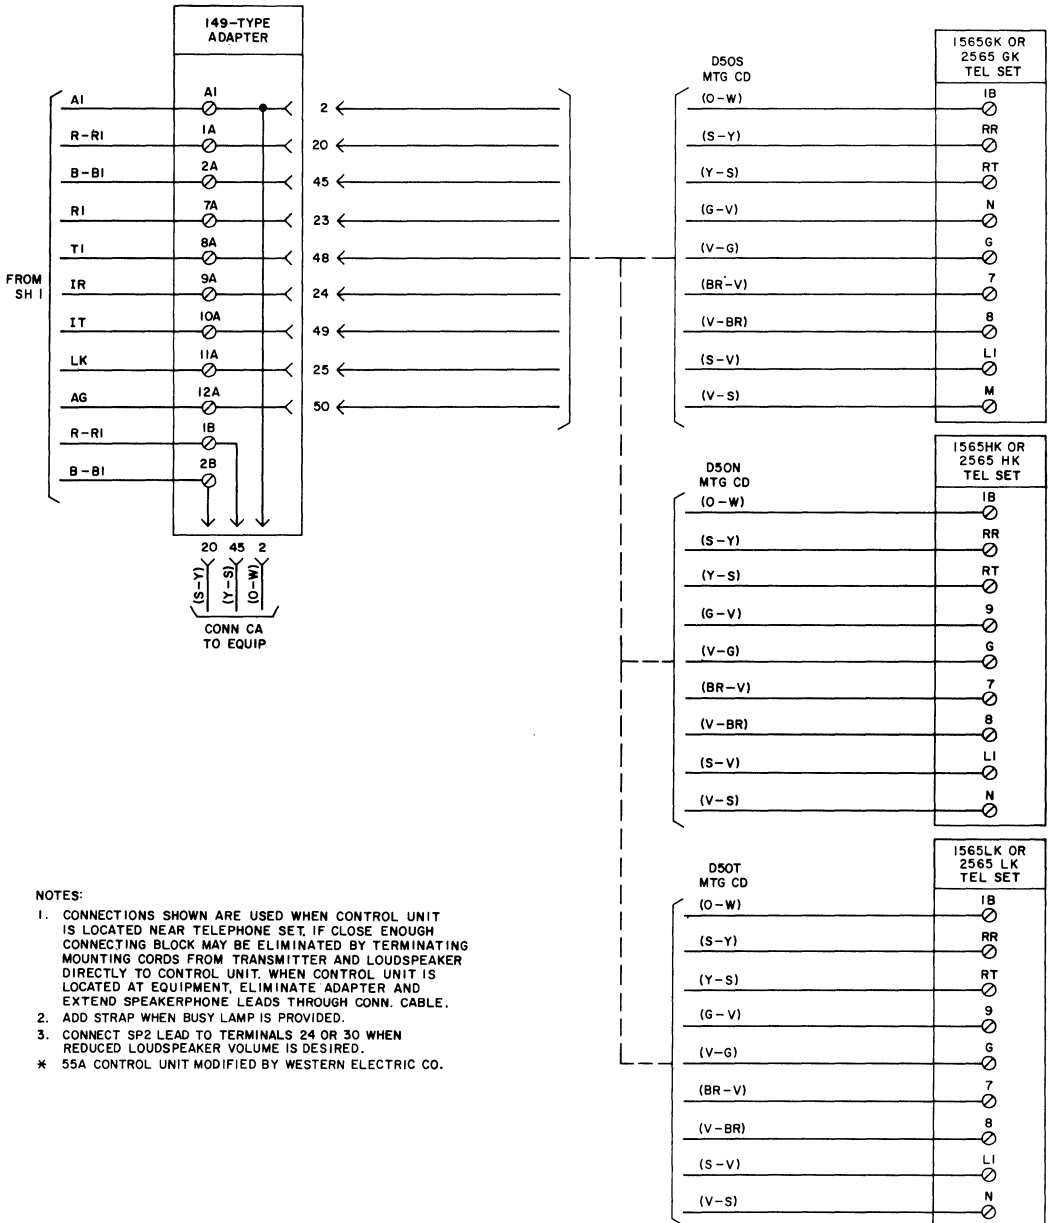 149-TYPE
ADAPTER
FROM
SH 1
A1 A1 2
R-R1 1A 20
B-B1 2A 45
R1 7A 23
T1 8A 48
1R 9A 24
1T 10A 49
LK 11A 25
AG 12A 50
R-R1 1B
B-B1 2B
20 45 2
(S-Y) (Y-S) (O-W)
CONN CA
TO EQUIP
D50S
MTG CD
1565GK OR
2565 GK
TEL SET
(O-W) 1B
(S-Y) RR
(Y-S) RT
(G-V) N
(V-G) G
(BR-V) 7
(V-BR) 8
(S-V) L1
(V-S) M
D50N
MTG CD
1565HK OR
2565 HK
TEL SET
(O-W) 1B
(S-Y) RR
(Y-S) RT
(G-V) 9
(V-G) G
(BR-V) 7
(V-BR) 8
(S-V) L1
(V-S) N
D50T
MTG CD
1565LK OR
2565 LK
TEL SET
(O-W) 1B
(S-Y) RR
(Y-S) RT
(G-V) 9
(V-G) G
(BR-V) 7
(V-BR) 8
(S-V) L1
(V-S) N
NOTES:
1. CONNECTIONS SHOWN ARE USED WHEN CONTROL UNIT
IS LOCATED NEAR TELEPHONE SET, IF CLOSE ENOUGH
CONNECTING BLOCK MAY BE ELIMINATED BY TERMINATING
MOUNTING CORDS FROM TRANSMITTER AND LOUDSPEAKER
DIRECTLY TO CONTROL UNIT. WHEN CONTROL UNIT IS
LOCATED AT EQUIPMENT, ELIMINATE ADAPTER AND
EXTEND SPEAKERPHONE LEADS THROUGH CONN. CABLE.
2. ADD STRAP WHEN BUSY LAMP IS PROVIDED.
3. CONNECT SP2 LEAD TO TERMINALS 24 OR 30 WHEN
REDUCED LOUDSPEAKER VOLUME IS DESIRED.
* 55A CONTROL UNIT MODIFIED BY WESTERN ELECTRIC CO.